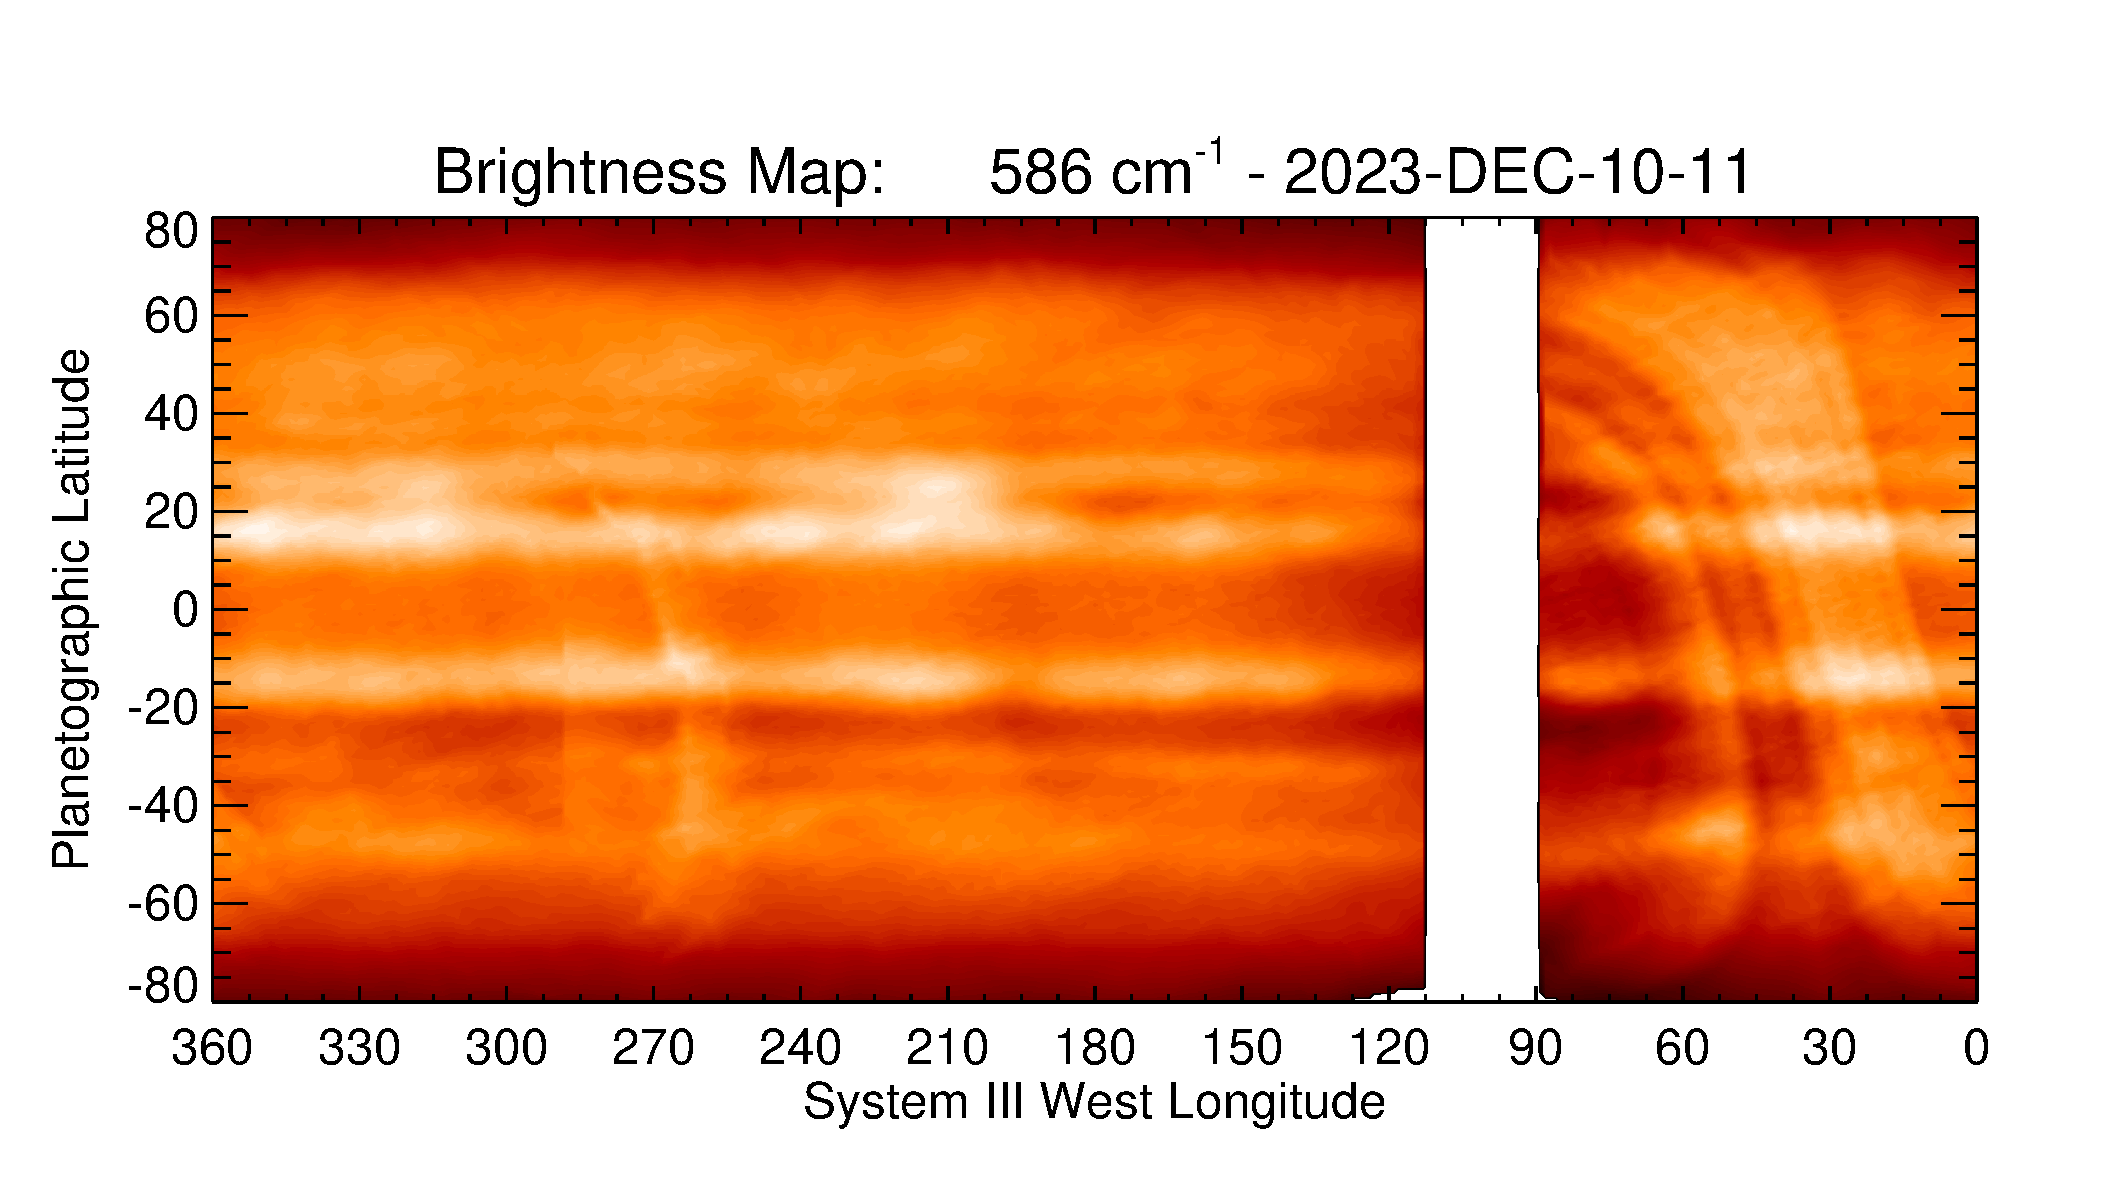 Brightness Map: 586 cm⁻¹ - 2023-DEC-10-11
80
60
40
20
0
-20
-40
-60
-80
Planetographic Latitude
360 330 300 270 240 210 180 150 120 90 60 30 0
System III West Longitude